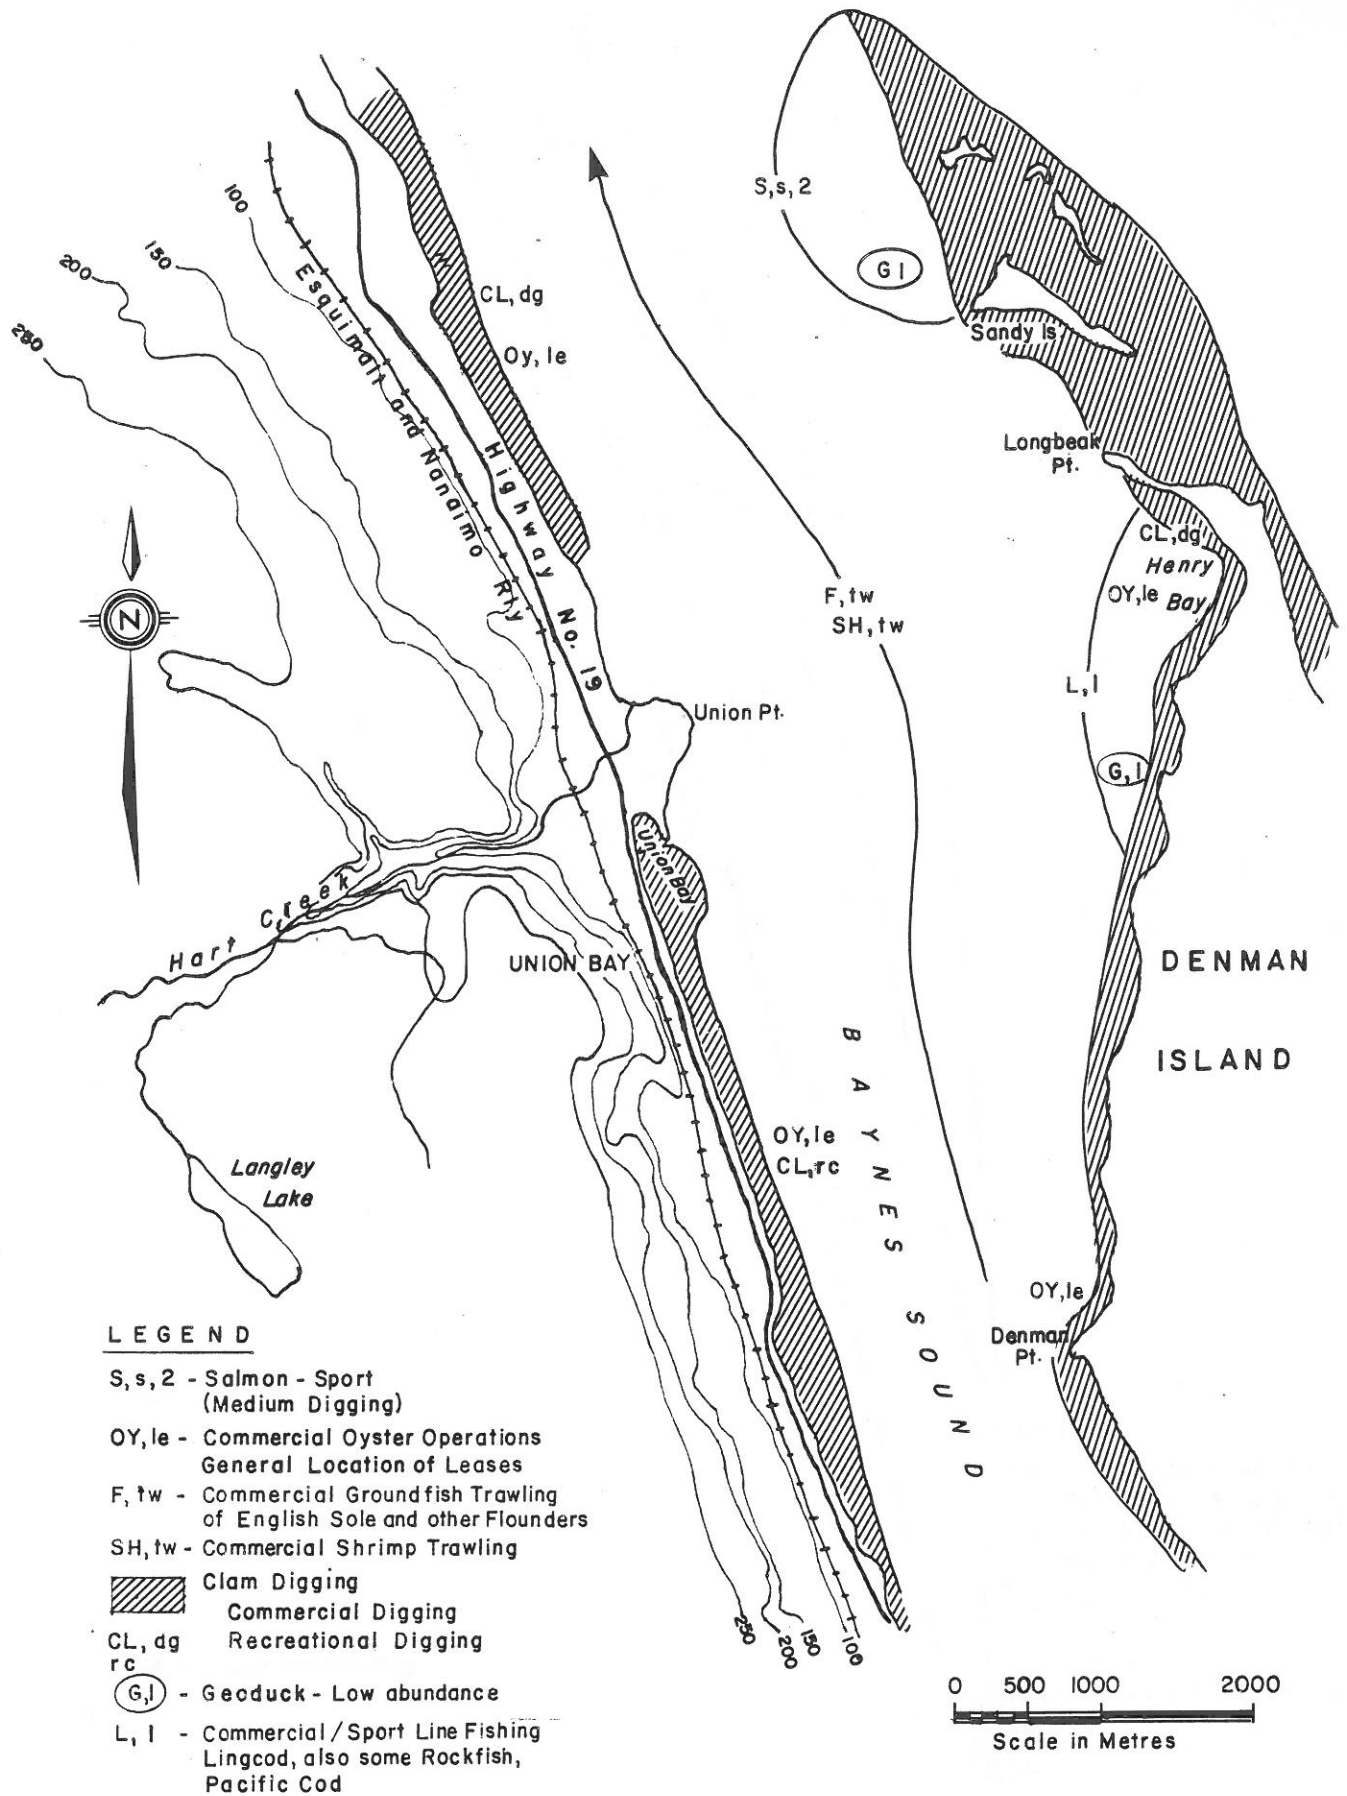 S,s,2
G I
100
150
200
250
Esquimalt and Nanaimo Rly
CL,dg
Oy,le
Sandy Is.
Highway No. 19
Longbeak
Pt.
CL,dg
Henry
OY,le Bay
N
F,tw
SH,tw
L,l
Union Pt.
G,l
Union Bay
Hart Creek
UNION BAY
DENMAN
ISLAND
BAYNES SOUND
OY,le
CL,rc
Langley
Lake
OY,le
Denman
Pt.
LEGEND
S,s,2 - Salmon - Sport
(Medium Digging)
OY,le - Commercial Oyster Operations
General Location of Leases
F, tw - Commercial Groundfish Trawling
of English Sole and other Flounders
SH,tw - Commercial Shrimp Trawling
Clam Digging
Commercial Digging
CL, dg Recreational Digging
rc
G,l - Geoduck - Low abundance
L, l - Commercial/Sport Line Fishing
Lingcod, also some Rockfish,
Pacific Cod
250
200
150
100
0 500 1000 2000
Scale in Metres